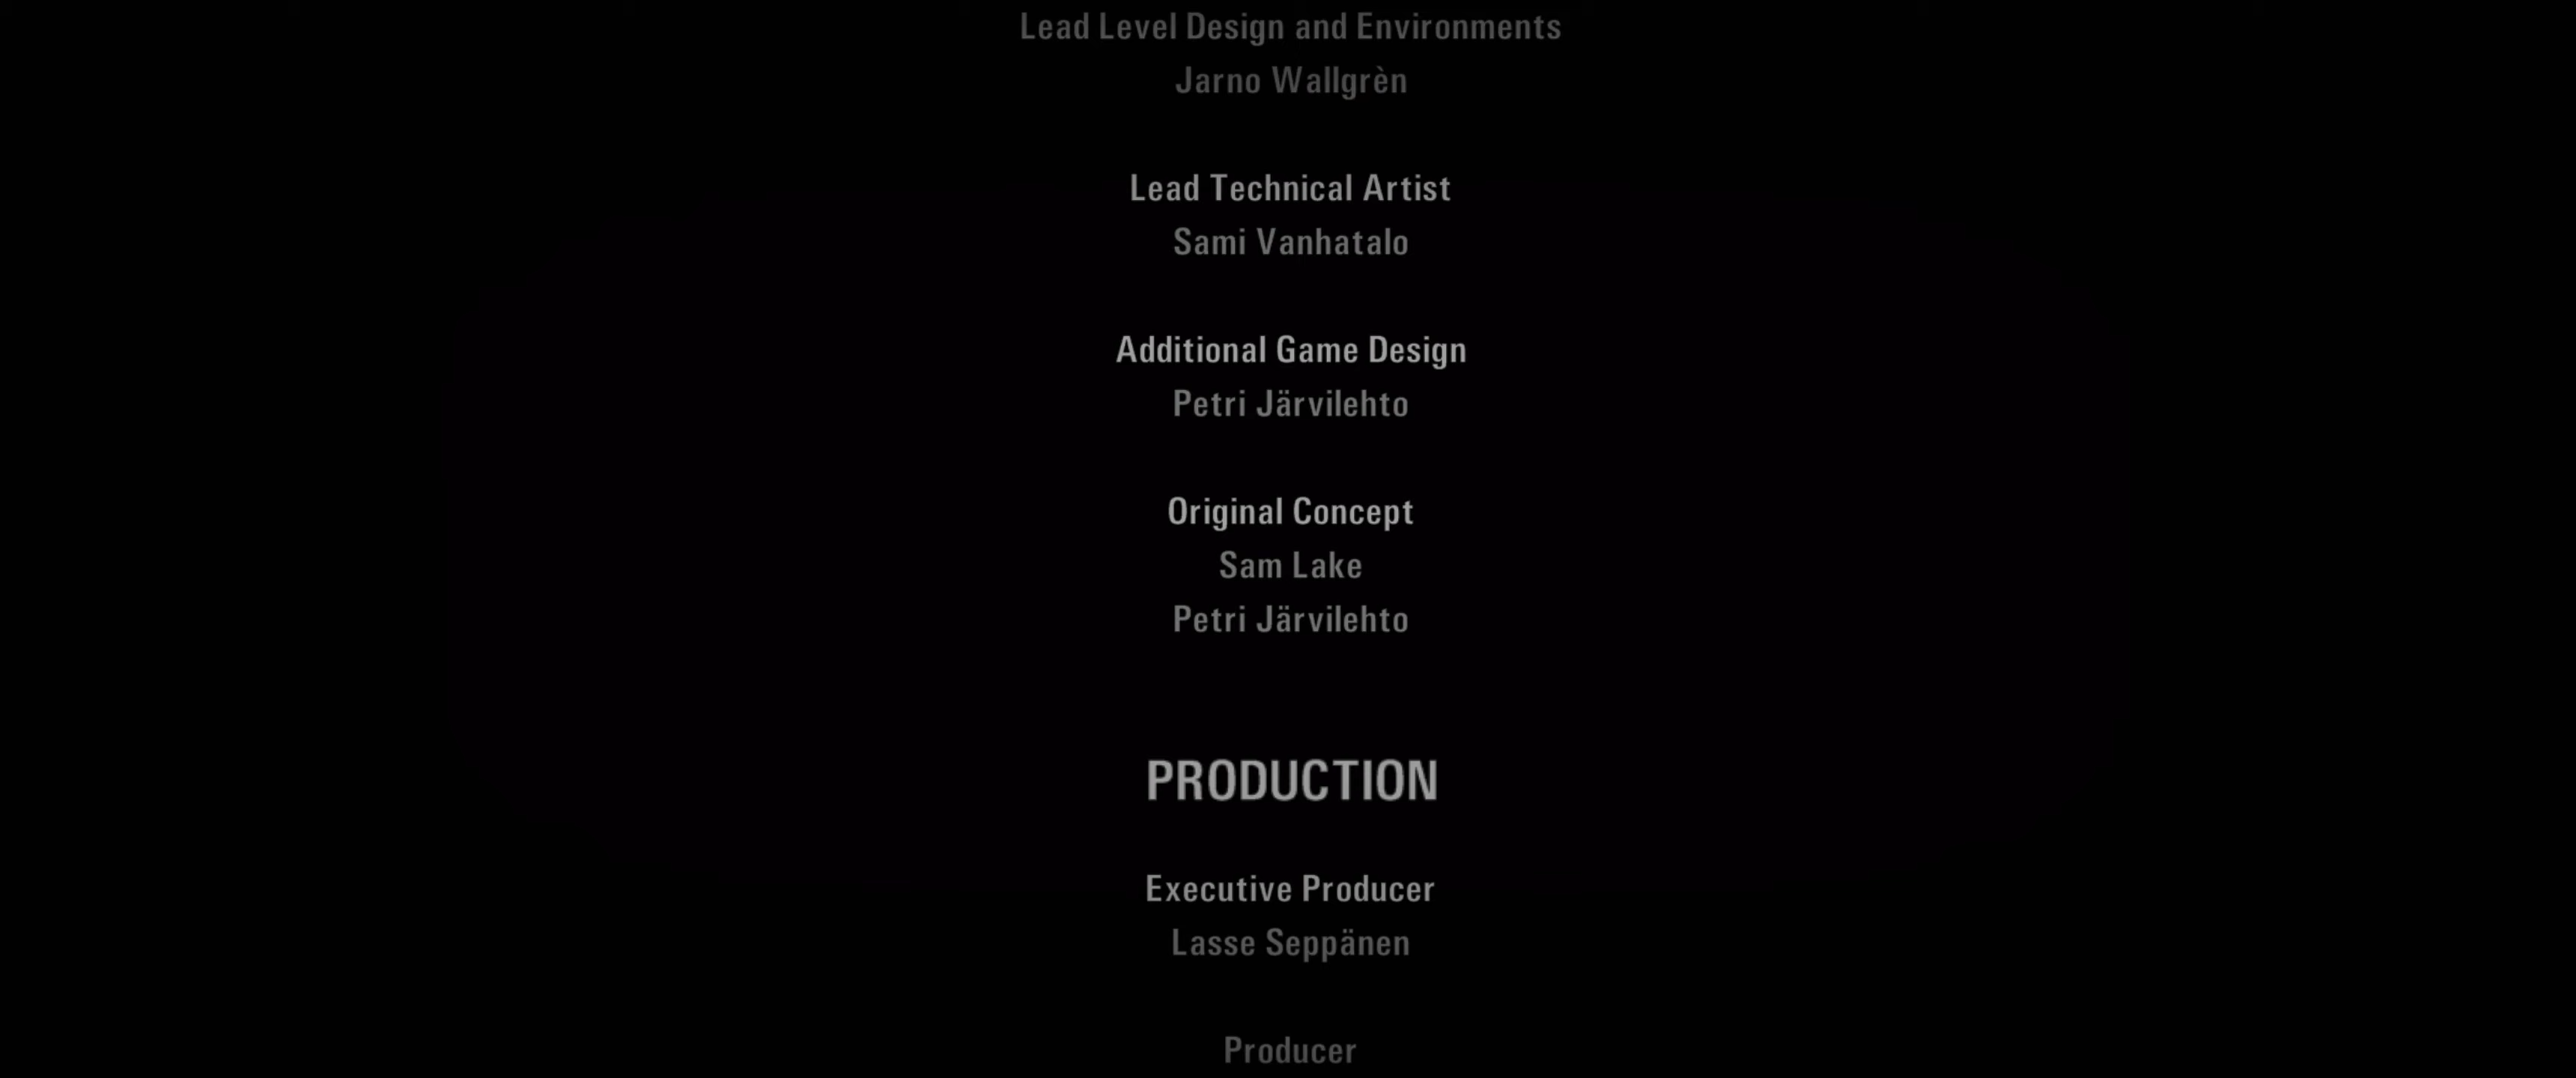 Lead Level Design and Environments
Jarno Wallgrèn
Lead Technical Artist
Sami Vanhatalo
Additional Game Design
Petri Järvilehto
Original Concept
Sam Lake
Petri Järvilehto
PRODUCTION
Executive Producer
Lasse Seppänen
Producer